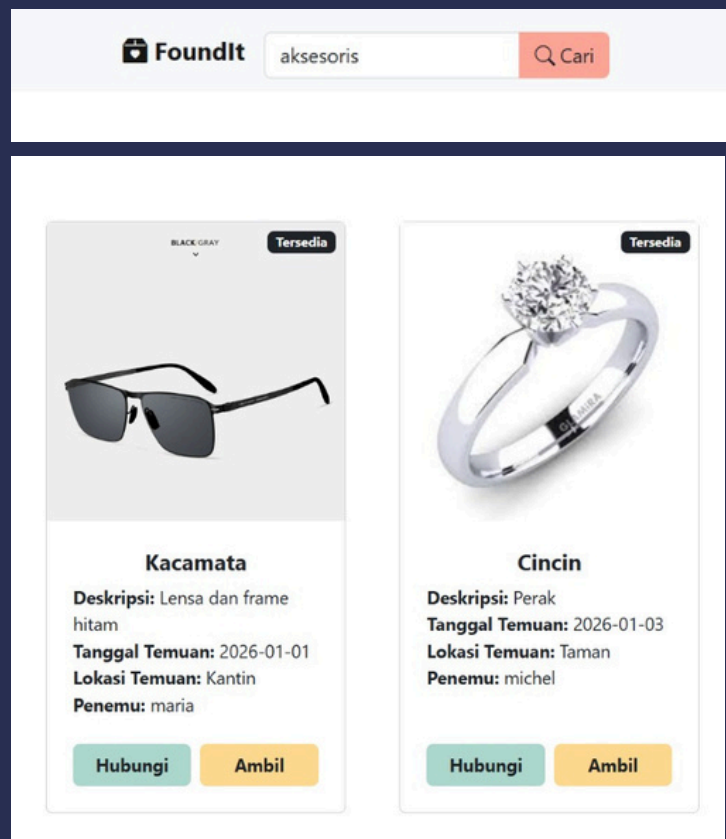 FoundIt
aksesoris
Cari
BLACK GRAY
Tersedia
Kacamata
Deskripsi: Lensa dan frame
hitam
Tanggal Temuan: 2026-01-01
Lokasi Temuan: Kantin
Penemu: maria
Hubungi
Ambil
Tersedia
GLAMIRA
Cincin
Deskripsi: Perak
Tanggal Temuan: 2026-01-03
Lokasi Temuan: Taman
Penemu: michel
Hubungi
Ambil